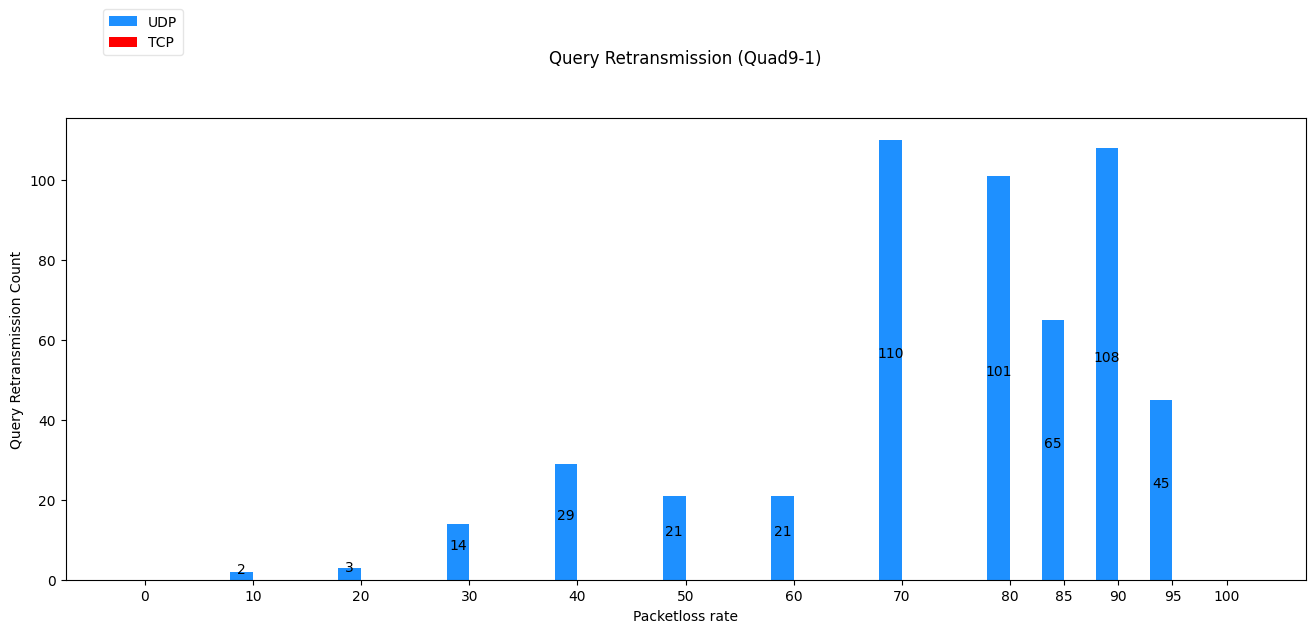 UDP
TCP
Query Retransmission (Quad9-1)
Query Retransmission Count
100
80
60
40
20
0
2
3
14
29
21
21
110
101
65
108
45
0 10 20 30 40 50 60 70 80 85 90 95 100
Packetloss rate